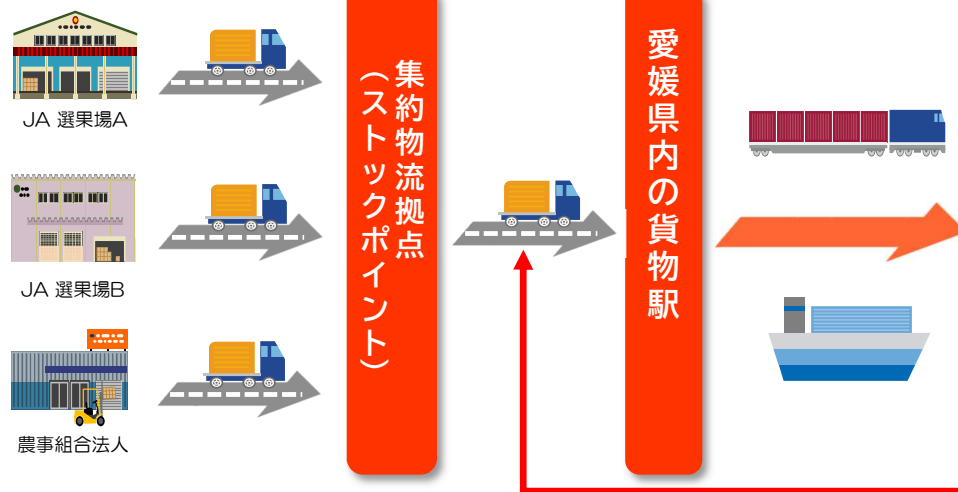 JA 選果場A
JA 選果場B
農事組合法人
集約物流拠点
（ストックポイント）
愛媛県内の貨物駅